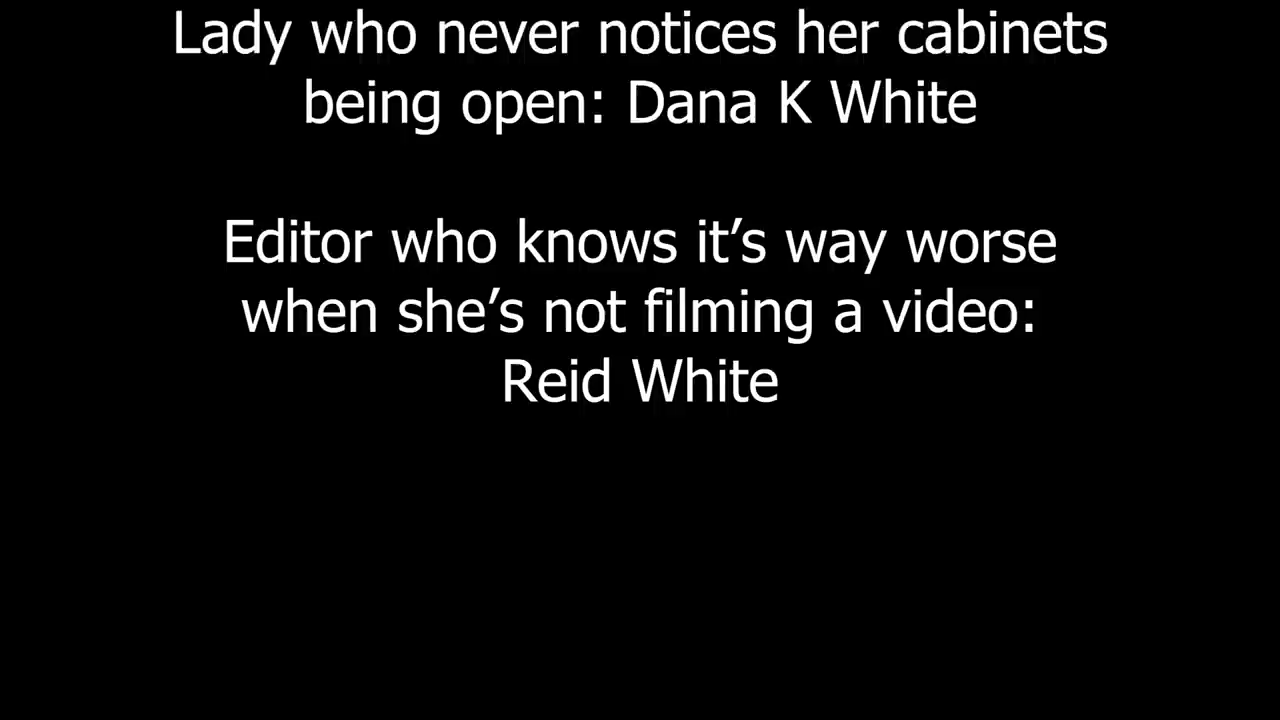 Lady who never notices her cabinets
being open: Dana K White
Editor who knows it’s way worse
when she’s not filming a video:
Reid White